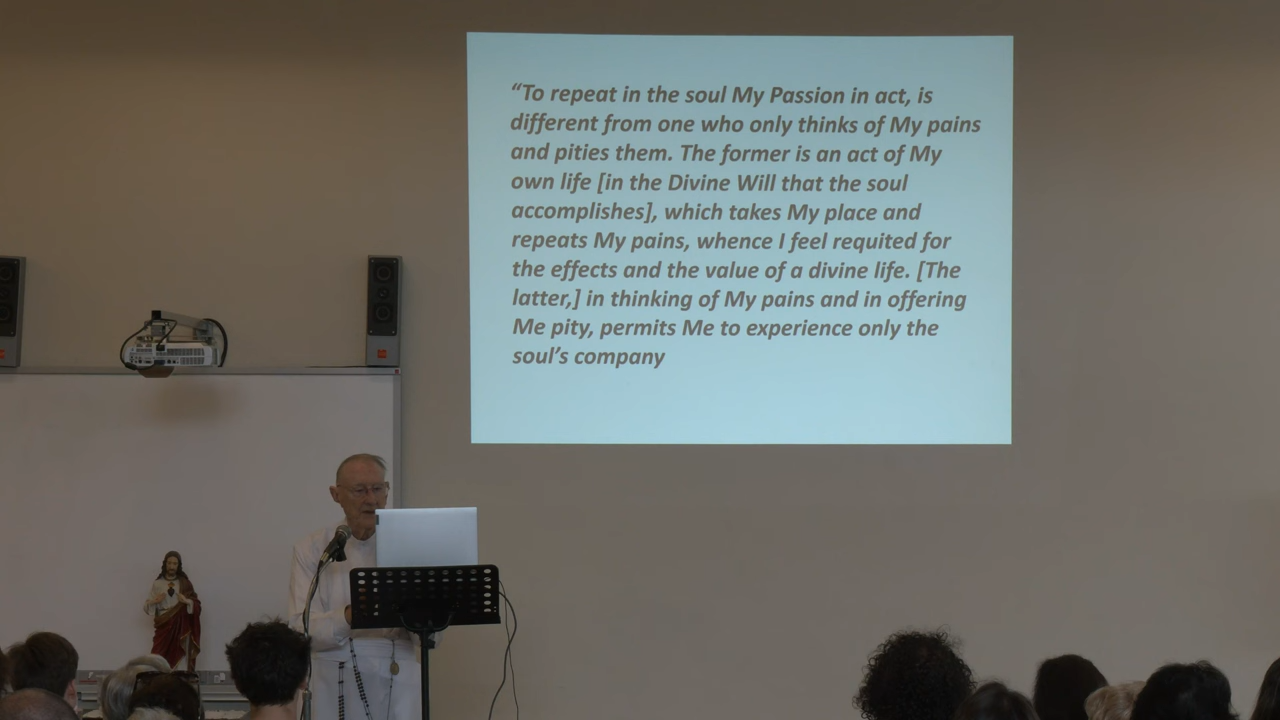 “To repeat in the soul My Passion in act, is
different from one who only thinks of My pains
and pities them. The former is an act of My
own life [in the Divine Will that the soul
accomplishes], which takes My place and
repeats My pains, whence I feel requited for
the effects and the value of a divine life. [The
latter,] in thinking of My pains and in offering
Me pity, permits Me to experience only the
soul’s company